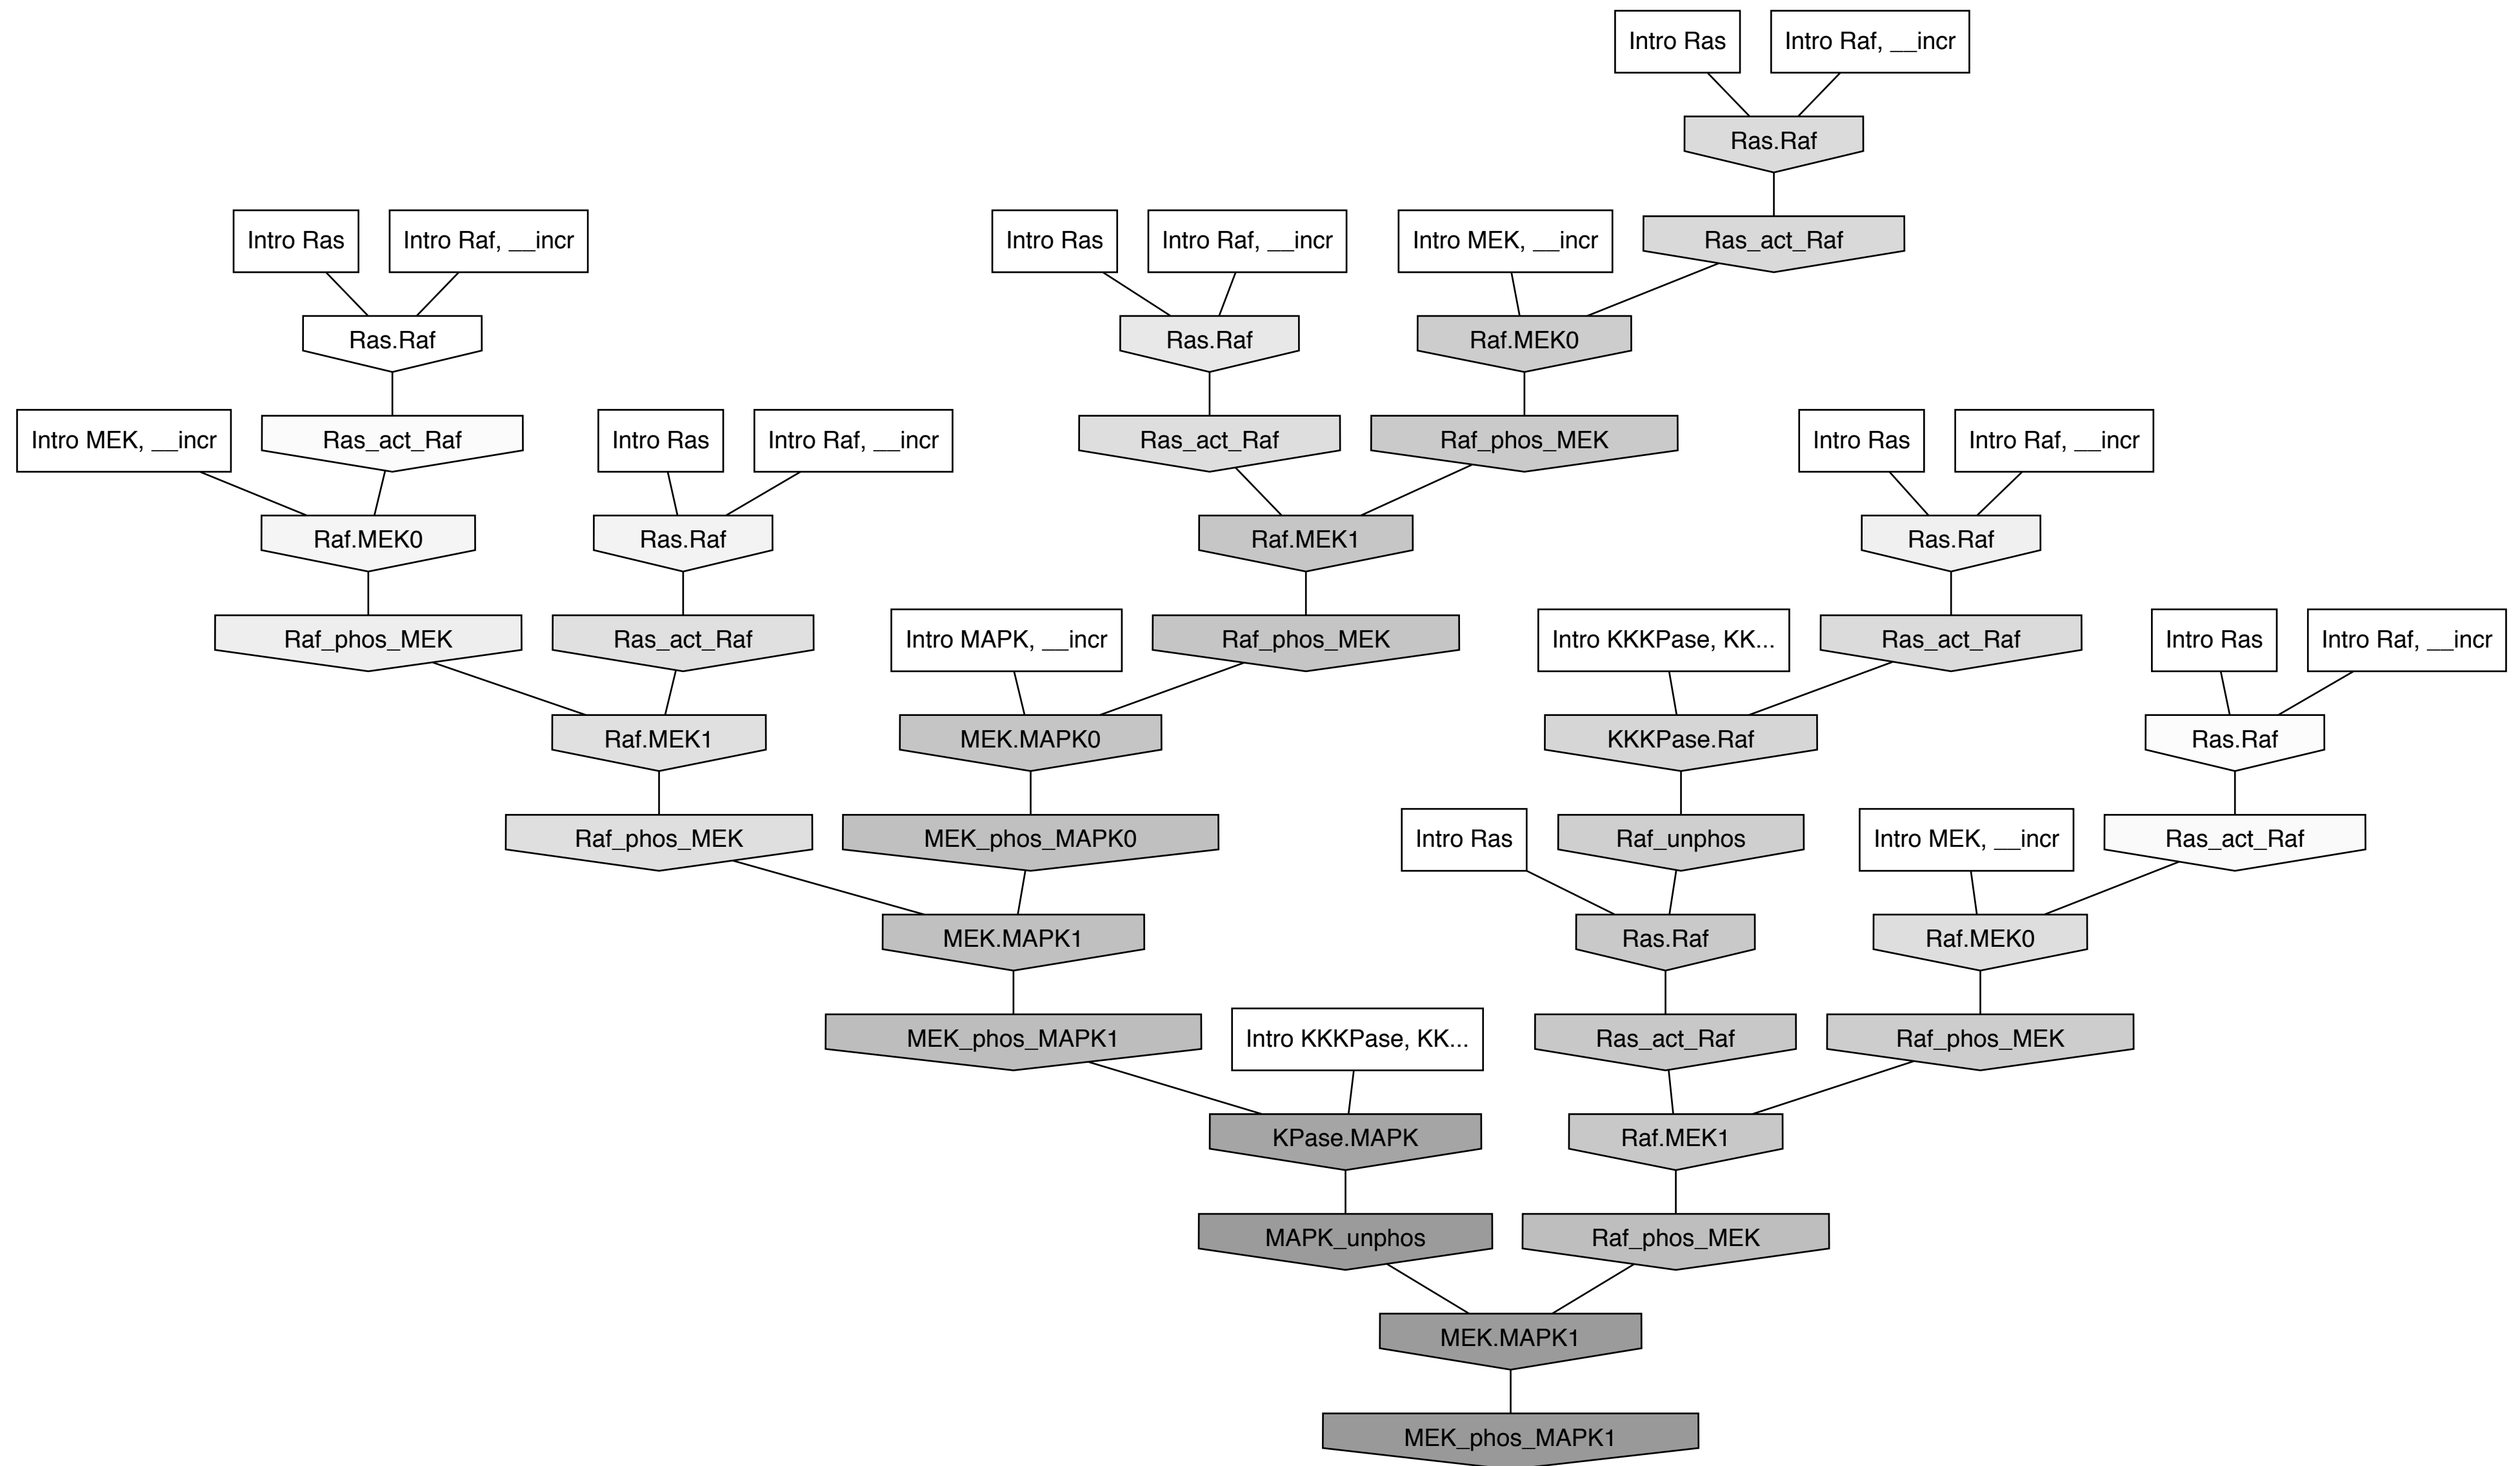 Intro Ras
Intro Raf, __incr
Ras.Raf
Intro Ras
Intro Raf, __incr
Intro Ras
Intro Raf, __incr
Intro MEK, __incr
Ras_act_Raf
Ras.Raf
Ras.Raf
Raf.MEK0
Intro MEK, __incr
Ras_act_Raf
Intro Ras
Intro Raf, __incr
Ras_act_Raf
Raf_phos_MEK
Intro Ras
Intro Raf, __incr
Raf.MEK0
Ras.Raf
Raf.MEK1
Ras.Raf
Raf_phos_MEK
Ras_act_Raf
Intro MAPK, __incr
Raf_phos_MEK
Intro KKKPase, KK...
Ras_act_Raf
Intro Ras
Intro Raf, __incr
Raf.MEK1
MEK.MAPK0
KKKPase.Raf
Ras.Raf
Raf_phos_MEK
MEK_phos_MAPK0
Intro Ras
Raf_unphos
Intro MEK, __incr
Ras_act_Raf
MEK.MAPK1
Ras.Raf
Raf.MEK0
MEK_phos_MAPK1
Intro KKKPase, KK...
Ras_act_Raf
Raf_phos_MEK
KPase.MAPK
Raf.MEK1
MAPK_unphos
Raf_phos_MEK
MEK.MAPK1
MEK_phos_MAPK1